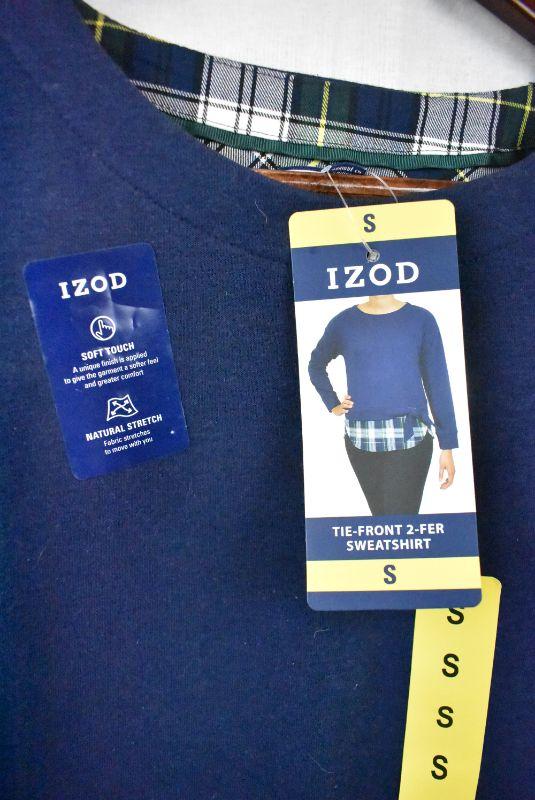 S
IZOD
TIE-FRONT 2-FER
SWEATSHIRT
S
IZOD
SOFT TOUCH
A unique finish is applied
to give the garment a softer feel
and greater comfort
NATURAL STRETCH
Fabric stretches
to move with you
S
S
S
S